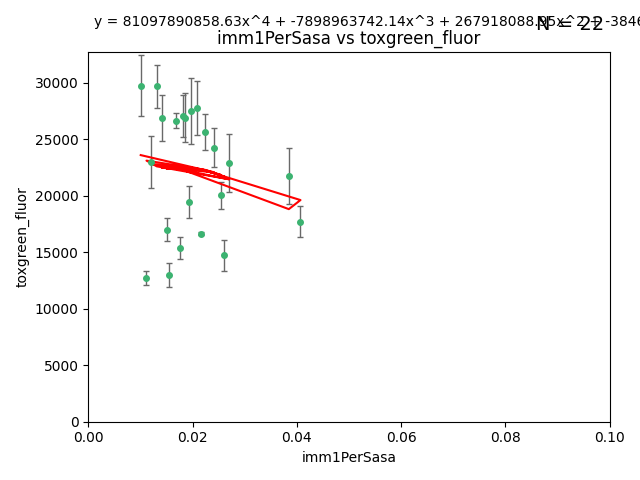 y = 81097890858.63x^4 + -7898963742.14x^3 + 267918088. x^2 + -3846
N = 22
imm1PerSasa vs toxgreen_fluor
30000
25000
20000
15000
10000
5000
0
toxgreen_fluor
0.00 0.02 0.04 0.06 0.08 0.10
imm1PerSasa